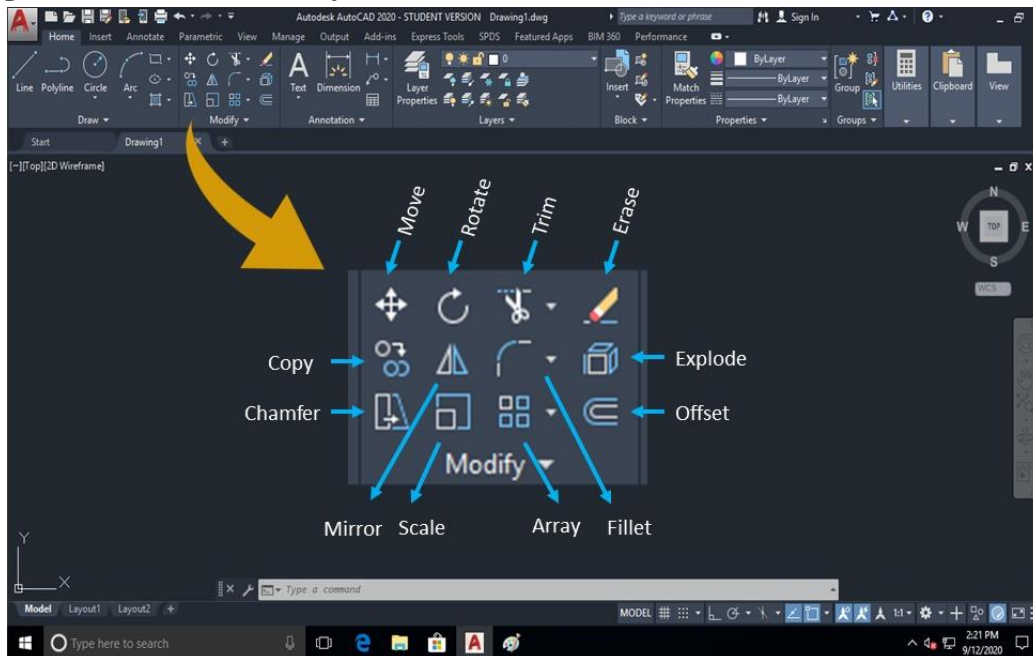 Autodesk AutoCAD 2020 - STUDENT VERSION Drawing1.dwg
Type a keyword or phrase
Sign In
Home Insert Annotate Parametric View Manage Output Add-ins Express Tools SPDS Featured Apps BIM 360 Performance
Line Polyline Circle Arc
Text Dimension
Layer Properties
0
Insert
Match Properties
ByLayer
ByLayer
ByLayer
Group
Utilities Clipboard View
Draw Modify Annotation Layers Block Properties Groups
Start Drawing1
[−][Top][2D Wireframe]
N
W TOP E
S
WCS
Move Rotate Trim Erase
Copy Explode
Chamfer Offset
Modify
Mirror Scale Array Fillet
Y
X
Type a command
Model Layout1 Layout2 +
MODEL 1:1
Type here to search
2:21 PM
9/12/2020